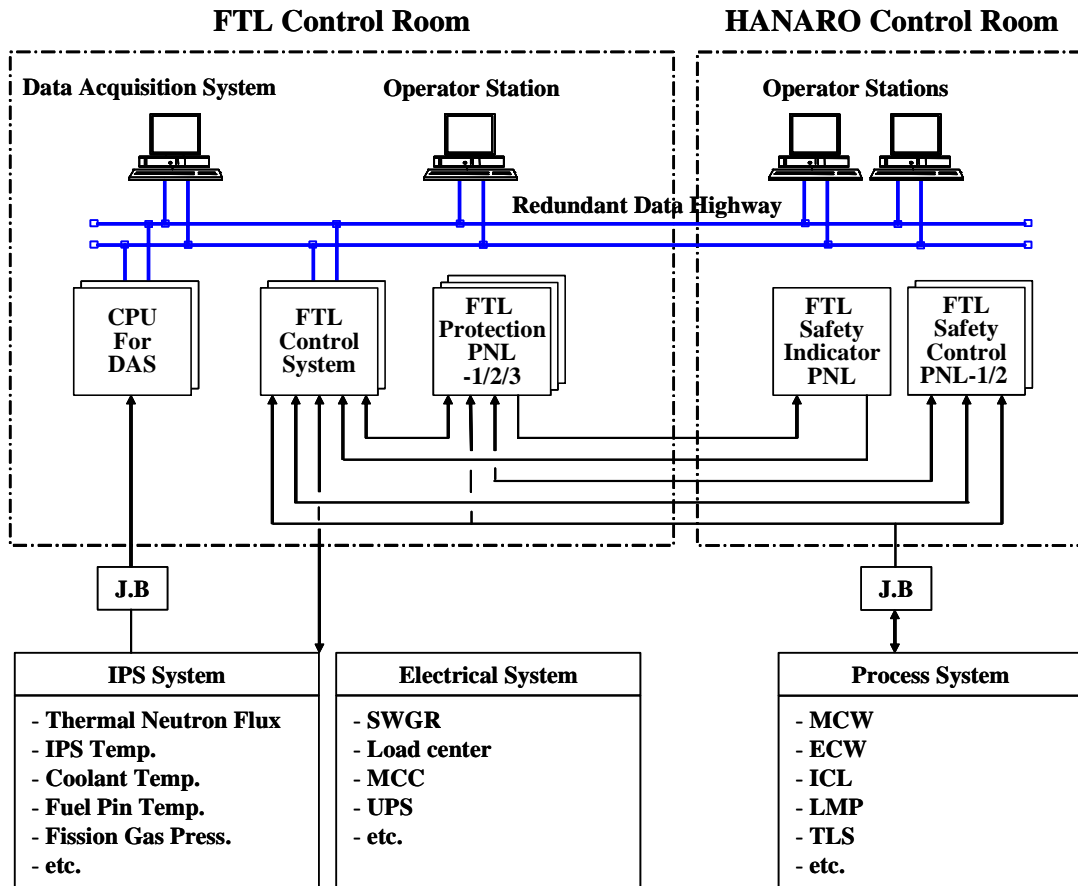 FTL Control Room
HANARO Control Room
Data Acquisition System
Operator Station
Operator Stations
Redundant Data Highway
CPU
For
DAS
FTL
Control
System
FTL
Protection
PNL
-1/2/3
FTL
Safety
Indicator
PNL
FTL
Safety
Control
PNL-1/2
J.B
J.B
IPS System
- Thermal Neutron Flux
- IPS Temp.
- Coolant Temp.
- Fuel Pin Temp.
- Fission Gas Press.
- etc.
Electrical System
- SWGR
- Load center
- MCC
- UPS
- etc.
Process System
- MCW
- ECW
- ICL
- LMP
- TLS
- etc.